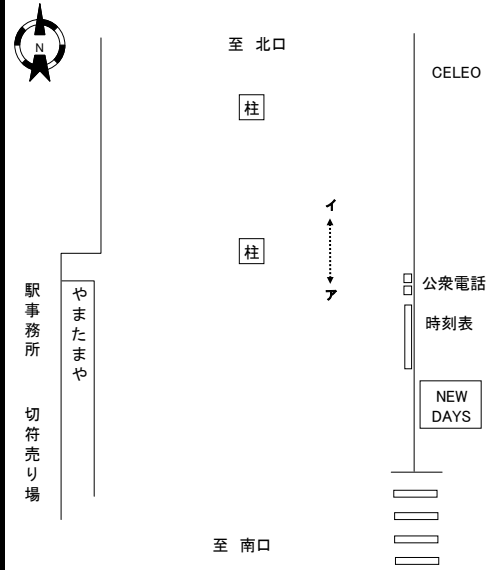 N
至 北口
CELEO
柱
イ
柱
ア
公衆電話
時刻表
駅事務所
やまたまや
NEW
DAYS
切符売り場
至 南口